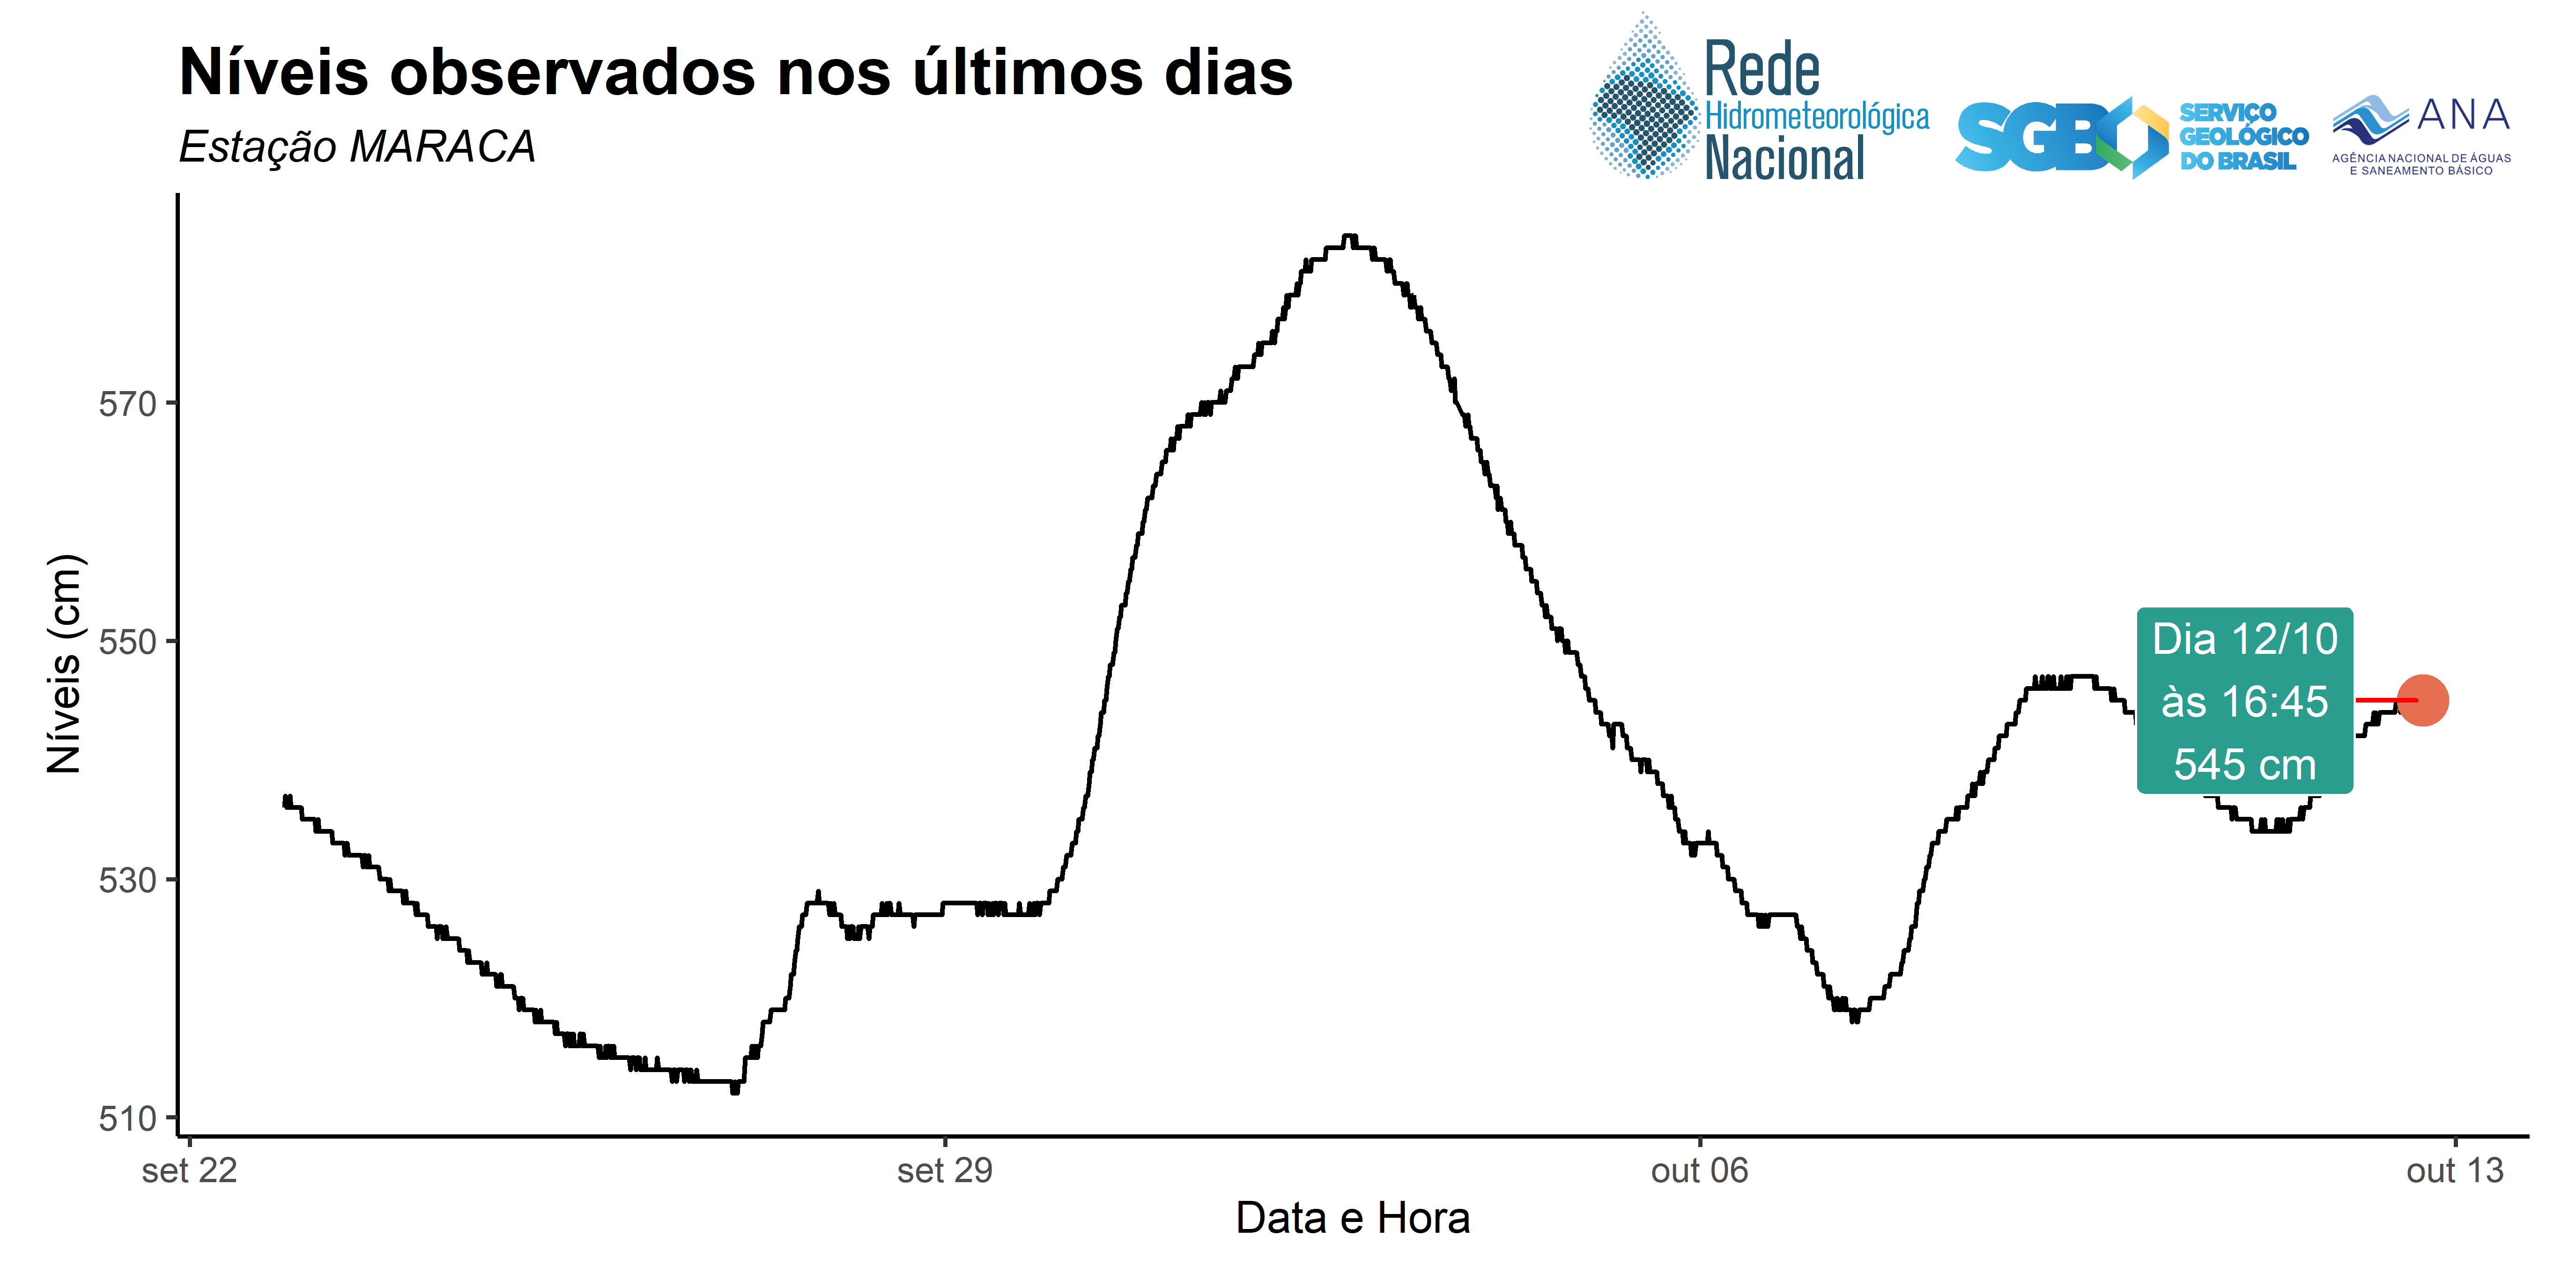 Níveis observados nos últimos dias
Estação MARACA
Rede
Hidrometeorológica
Nacional
SGB
SERVIÇO
GEOLÓGICO
DO BRASIL
ANA
AGÊNCIA NACIONAL DE ÁGUAS
E SANEAMENTO BÁSICO
Níveis (cm)
570
550
530
510
Dia 12/10
às 16:45
545 cm
set 22
set 29
out 06
out 13
Data e Hora